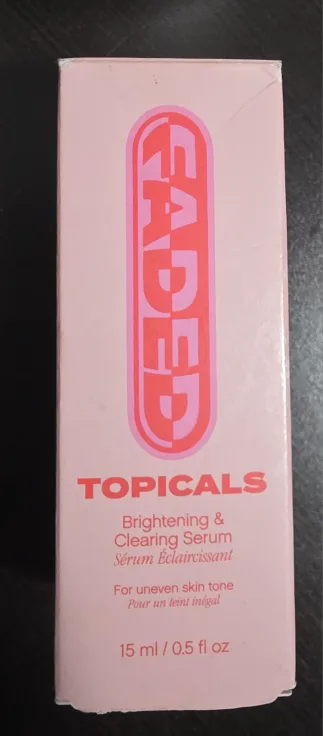 FADED
TOPICALS
Brightening &
Clearing Serum
Sérum Éclaircissant
For uneven skin tone
Pour un teint inégal
15 ml / 0.5 fl oz